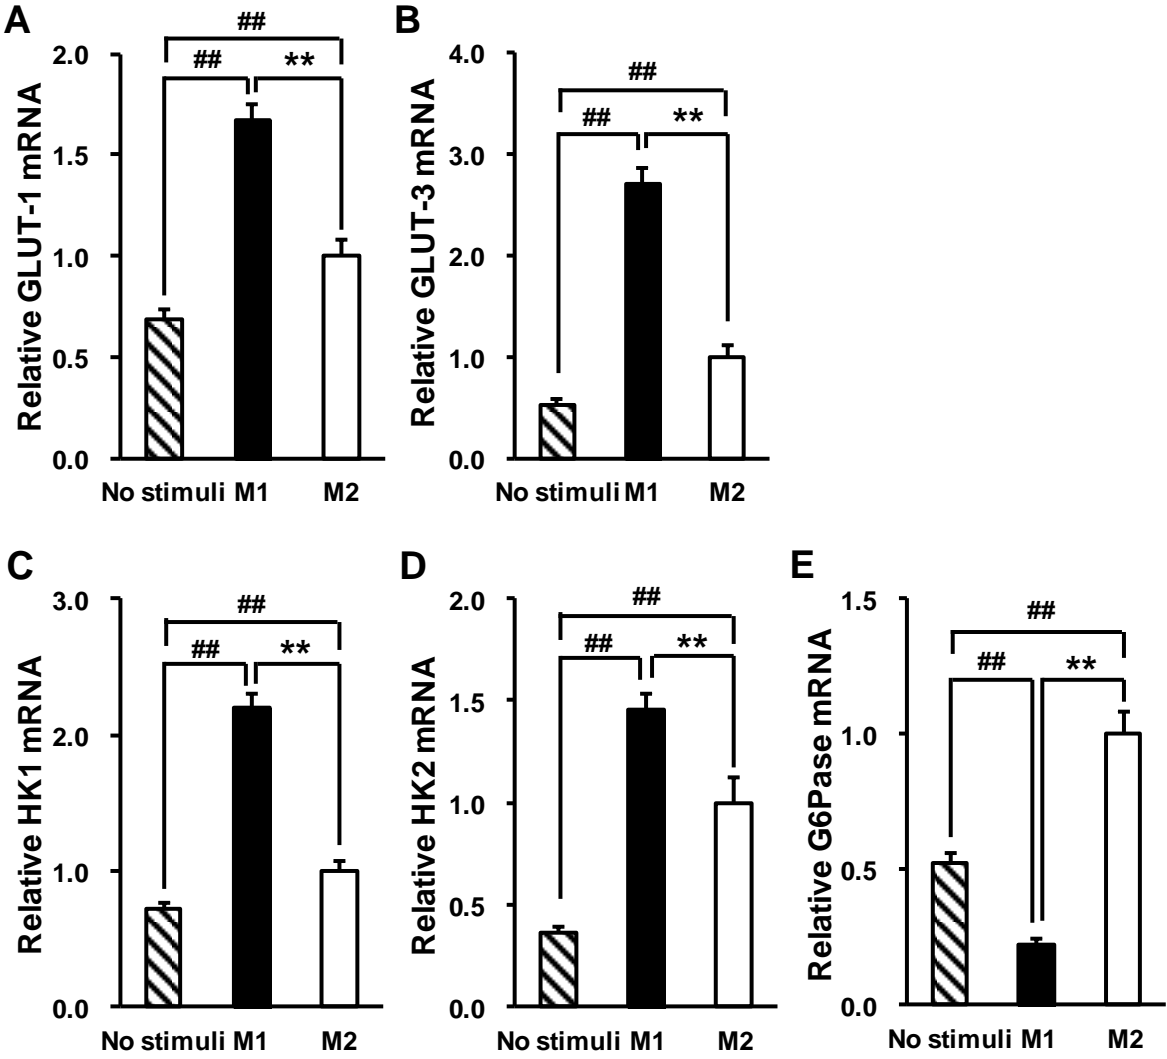 A
Relative GLUT-1 mRNA
2.0
1.5
1.0
0.5
0.0
##
##
**
No stimuli M1 M2
B
Relative GLUT-3 mRNA
4.0
3.0
2.0
1.0
0.0
##
##
**
No stimuli M1 M2
C
Relative HK1 mRNA
3.0
2.0
1.0
0.0
##
##
**
No stimuli M1 M2
D
Relative HK2 mRNA
2.0
1.5
1.0
0.5
0.0
##
##
**
No stimuli M1 M2
E
Relative G6Pase mRNA
1.5
1.0
0.5
0.0
##
##
**
No stimuli M1 M2